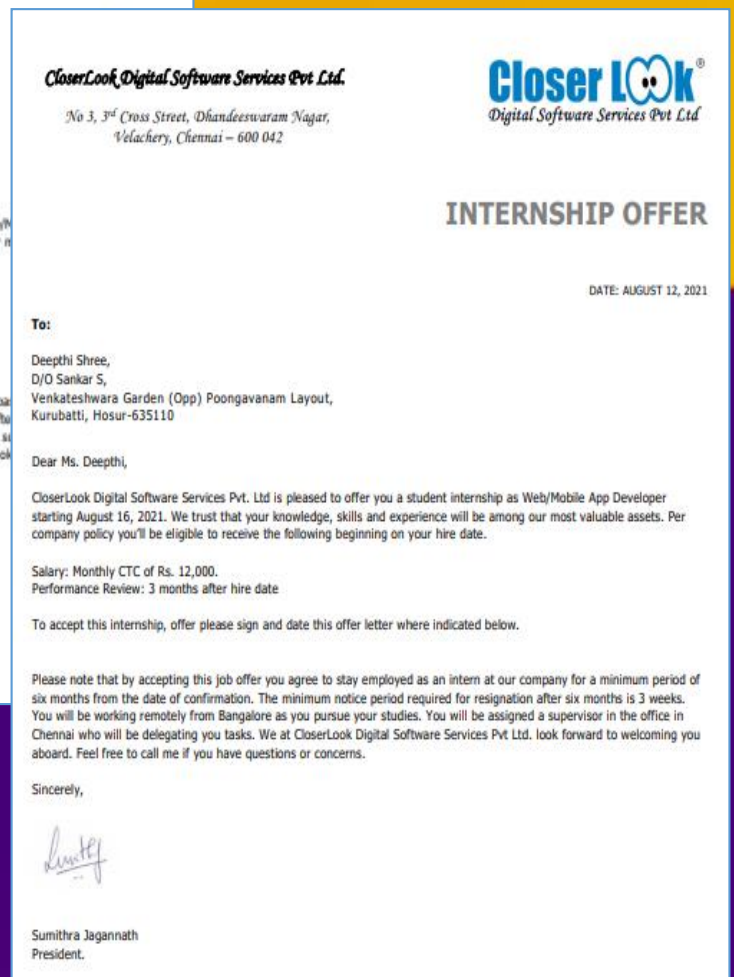 CloserLook Digital Software Services Pvt Ltd.
No 3, 3rd Cross Street, Dhandeeswaram Nagar,
Velachery, Chennai – 600 042
Closer Look®
Digital Software Services Pvt Ltd
INTERNSHIP OFFER
DATE: AUGUST 12, 2021
To:
Deepthi Shree,
D/O Sankar S,
Venkateshwara Garden (Opp) Poongavanam Layout,
Kurubatti, Hosur-635110
Dear Ms. Deepthi,
CloserLook Digital Software Services Pvt. Ltd is pleased to offer you a student internship as Web/Mobile App Developer
starting August 16, 2021. We trust that your knowledge, skills and experience will be among our most valuable assets. Per
company policy you'll be eligible to receive the following beginning on your hire date.
Salary: Monthly CTC of Rs. 12,000.
Performance Review: 3 months after hire date
To accept this internship, offer please sign and date this offer letter where indicated below.
Please note that by accepting this job offer you agree to stay employed as an intern at our company for a minimum period of
six months from the date of confirmation. The minimum notice period required for resignation after six months is 3 weeks.
You will be working remotely from Bangalore as you pursue your studies. You will be assigned a supervisor in the office in
Chennai who will be delegating you tasks. We at CloserLook Digital Software Services Pvt Ltd. look forward to welcoming you
aboard. Feel free to call me if you have questions or concerns.
Sincerely,
Sumithra Jagannath
President.